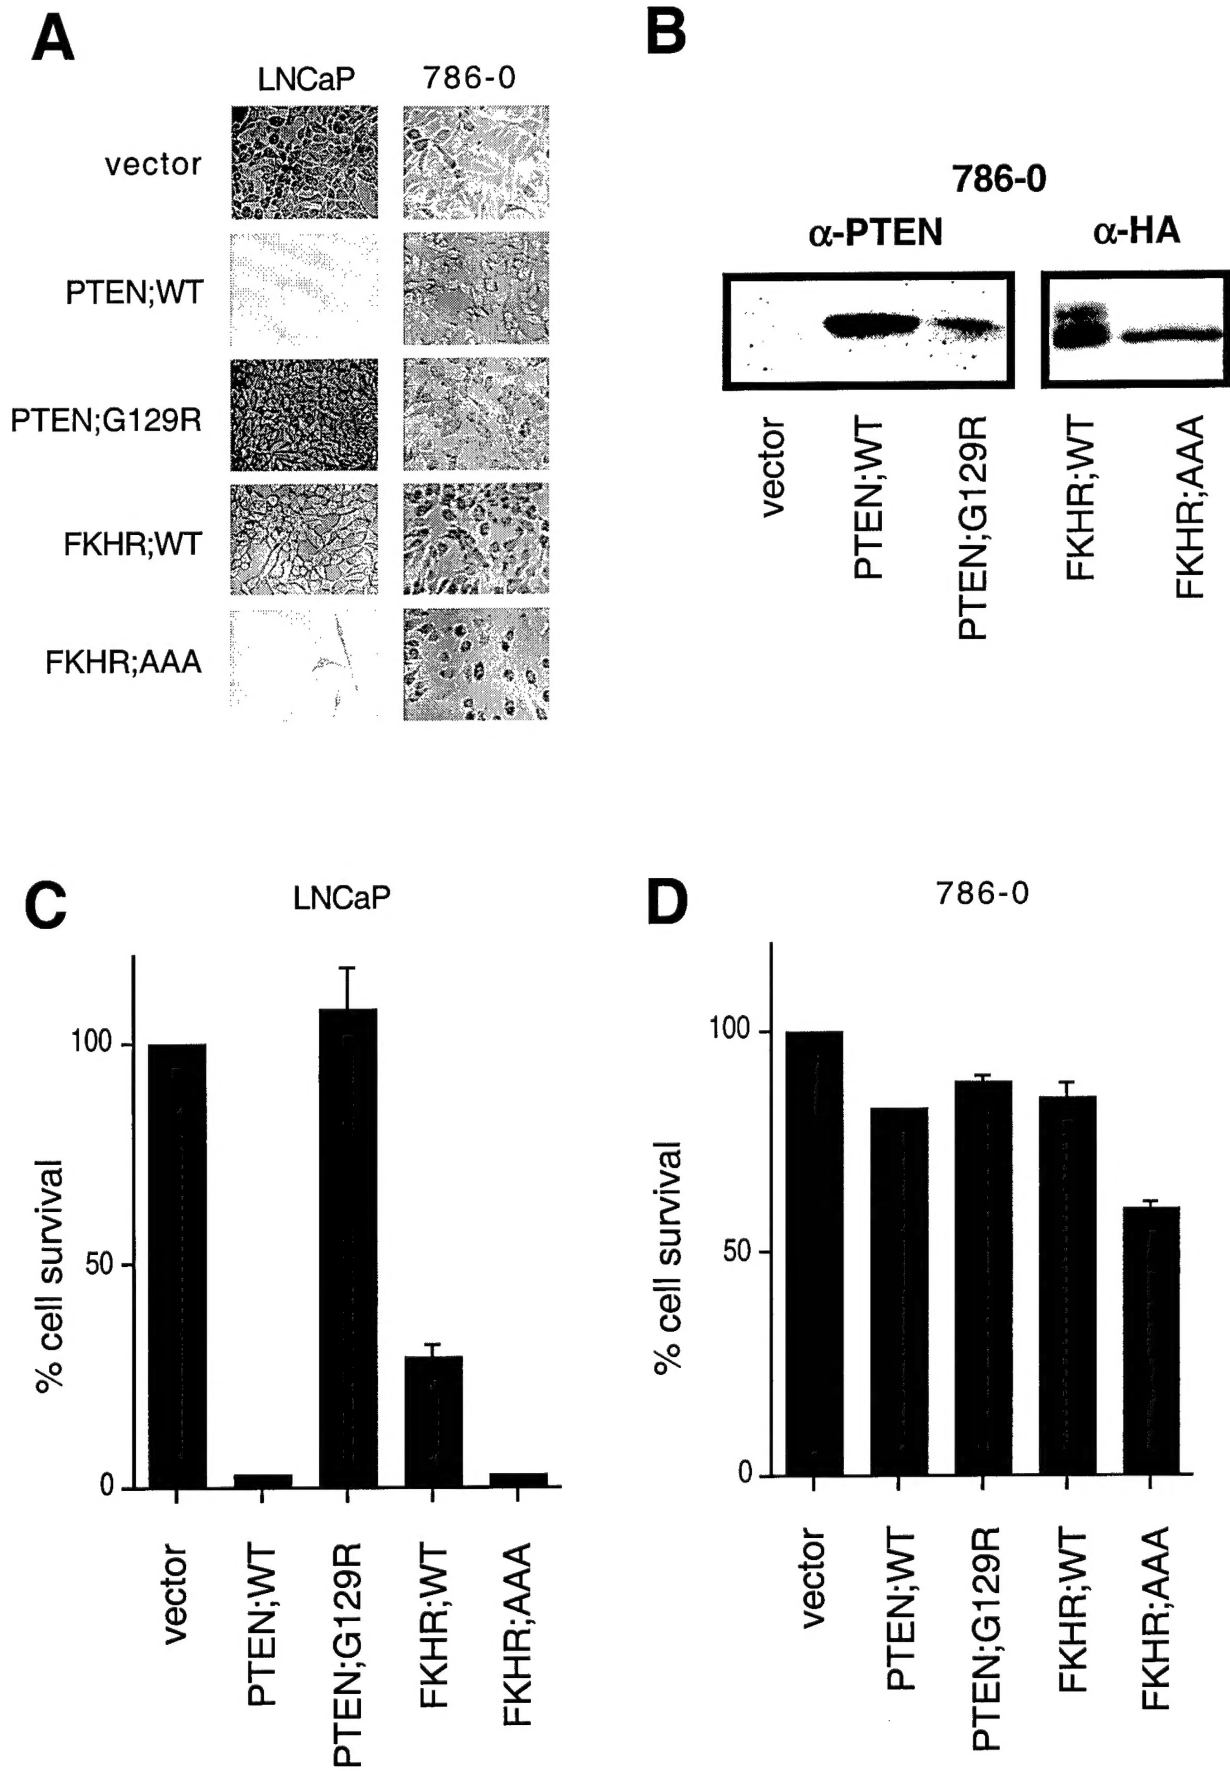 A
LNCaP
786-0
vector
PTEN;WT
PTEN;G129R
FKHR;WT
FKHR;AAA
B
786-0
α-PTEN
α-HA
vector
PTEN;WT
PTEN;G129R
FKHR;WT
FKHR;AAA
C
LNCaP
% cell survival
100
50
0
vector
PTEN;WT
PTEN;G129R
FKHR;WT
FKHR;AAA
D
786-0
% cell survival
100
50
0
vector
PTEN;WT
PTEN;G129R
FKHR;WT
FKHR;AAA